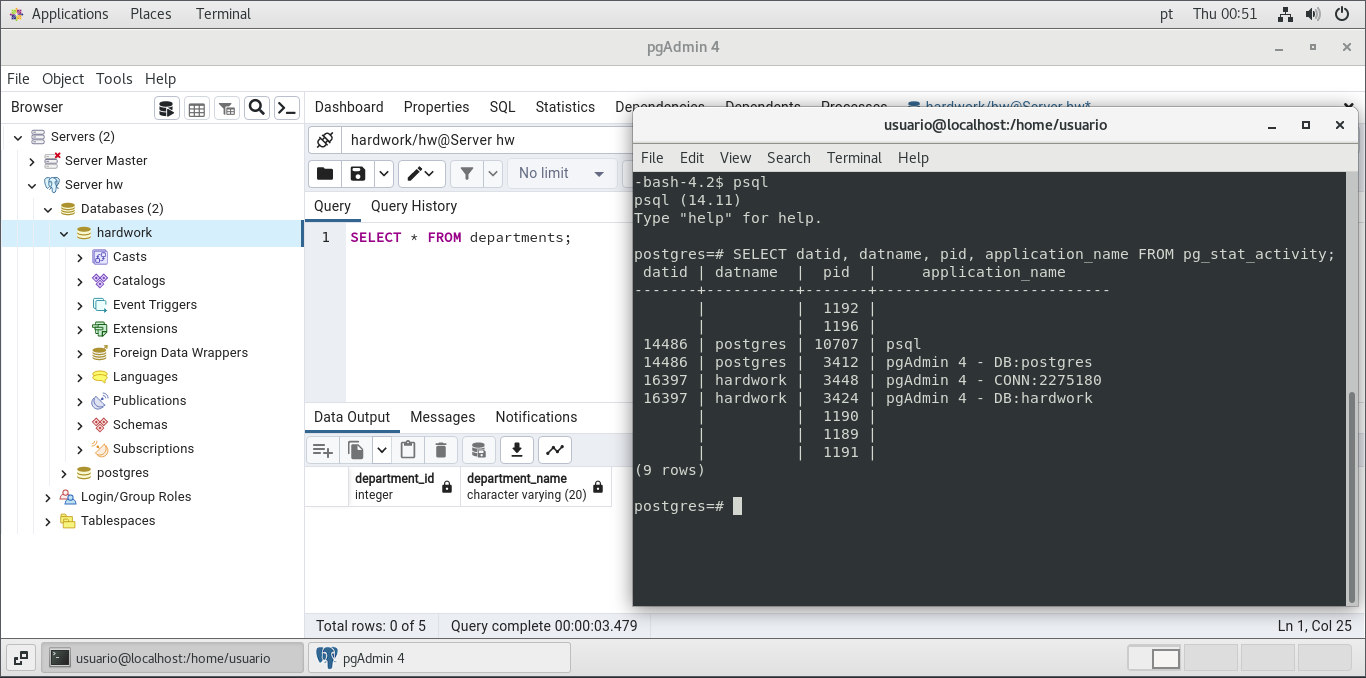 Applications Places Terminal pt Thu 00:51
pgAdmin 4
File Object Tools Help
Browser
Servers (2)
Server Master
Server hw
Databases (2)
hardwork
Casts
Catalogs
Event Triggers
Extensions
Foreign Data Wrappers
Languages
Publications
Schemas
Subscriptions
postgres
Login/Group Roles
Tablespaces
Dashboard Properties SQL Statistics Dependencies Dependents Processes hardwork/hw@Server hw*
hardwork/hw@Server hw
No limit
Query Query History
1 SELECT * FROM departments;
Data Output Messages Notifications
department_id
integer
department_name
character varying (20)
Total rows: 0 of 5 Query complete 00:00:03.479 Ln 1, Col 25
usuario@localhost:/home/usuario
File Edit View Search Terminal Help
-bash-4.2$ psql
psql (14.11)
Type "help" for help.
postgres=# SELECT datid, datname, pid, application_name FROM pg_stat_activity;
datid | datname | pid | application_name
-------+----------+-------+--------------------------
| | 1192 |
| | 1196 |
14486 | postgres | 10707 | psql
14486 | postgres | 3412 | pgAdmin 4 - DB:postgres
16397 | hardwork | 3448 | pgAdmin 4 - CONN:2275180
16397 | hardwork | 3424 | pgAdmin 4 - DB:hardwork
| | 1190 |
| | 1189 |
| | 1191 |
(9 rows)
postgres=#
usuario@localhost:/home/usuario pgAdmin 4